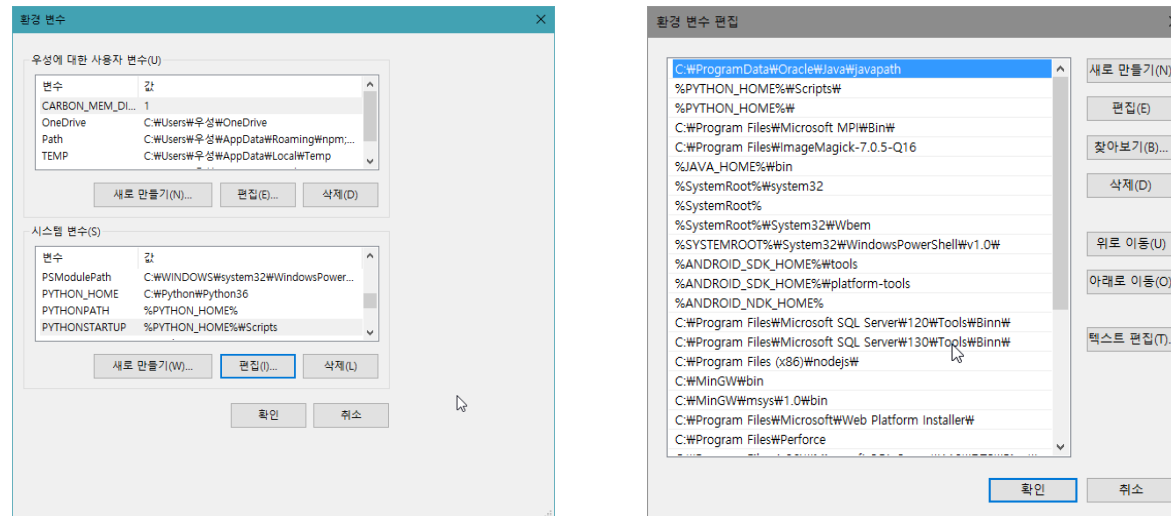 환경 변수
우성에 대한 사용자 변수(U)
변수 값
CARBON_MEM_DI... 1
OneDrive C:₩Users₩우성₩OneDrive
Path C:₩Users₩우성₩AppData₩Roaming₩npm;...
TEMP C:₩Users₩우성₩AppData₩Local₩Temp
새로 만들기(N)... 편집(E)... 삭제(D)
시스템 변수(S)
변수 값
PSModulePath C:₩WINDOWS₩system32₩WindowsPower...
PYTHON_HOME C:₩Python₩Python36
PYTHONPATH %PYTHON_HOME%
PYTHONSTARTUP %PYTHON_HOME%₩Scripts
새로 만들기(W)... 편집(I)... 삭제(L)
확인 취소
환경 변수 편집
C:₩ProgramData₩Oracle₩Java₩javapath
%PYTHON_HOME%₩Scripts₩
%PYTHON_HOME%₩
C:₩Program Files₩Microsoft MPI₩Bin₩
C:₩Program Files₩ImageMagick-7.0.5-Q16
%JAVA_HOME%₩bin
%SystemRoot%₩system32
%SystemRoot%
%SystemRoot%₩System32₩Wbem
%SYSTEMROOT%₩System32₩WindowsPowerShell₩v1.0₩
%ANDROID_SDK_HOME%₩tools
%ANDROID_SDK_HOME%₩platform-tools
%ANDROID_NDK_HOME%
C:₩Program Files₩Microsoft SQL Server₩120₩Tools₩Binn₩
C:₩Program Files₩Microsoft SQL Server₩130₩Tools₩Binn₩
C:₩Program Files (x86)₩nodejs₩
C:₩MinGW₩bin
C:₩MinGW₩msys₩1.0₩bin
C:₩Program Files₩Microsoft₩Web Platform Installer₩
C:₩Program Files₩Perforce
새로 만들기(N)
편집(E)
찾아보기(B)...
삭제(D)
위로 이동(U)
아래로 이동(O)
텍스트 편집(T).
확인 취소